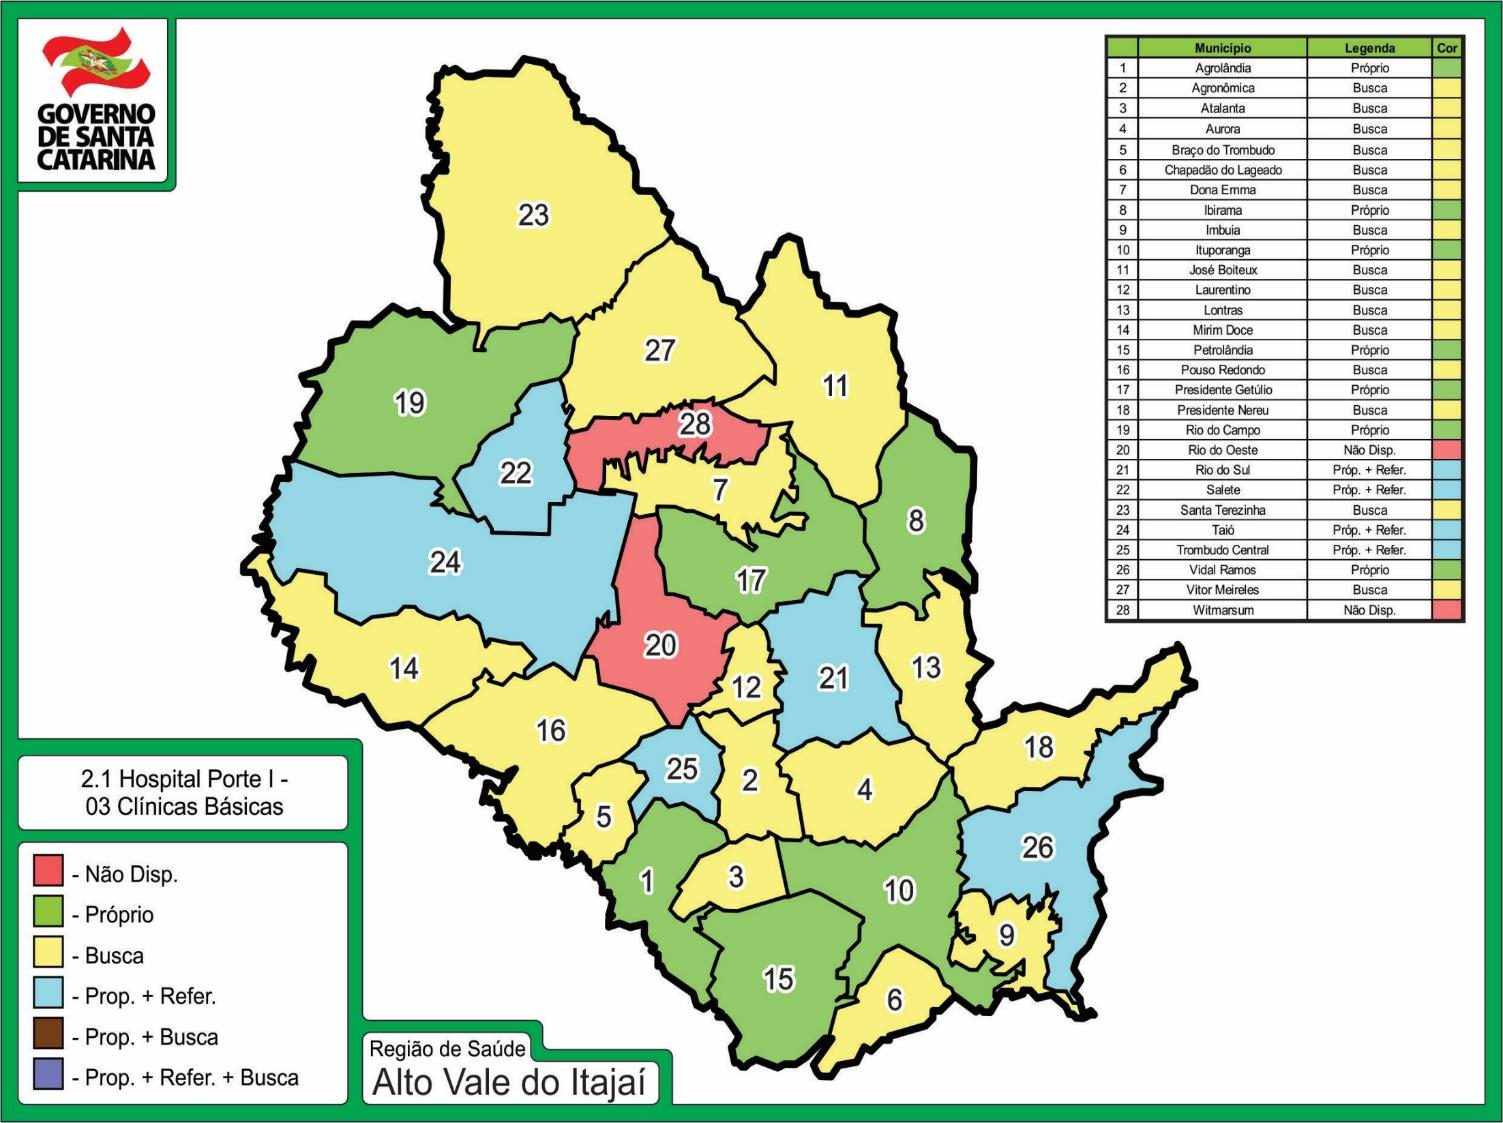 GOVERNO
DE SANTA
CATARINA
Município Legenda Cor
1 Agrolândia Próprio
2 Agronômica Busca
3 Atalanta Busca
4 Aurora Busca
5 Braço do Trombudo Busca
6 Chapadão do Lageado Busca
7 Dona Emma Busca
8 Ibirama Próprio
9 Imbuia Busca
10 Ituporanga Próprio
11 José Boiteux Busca
12 Laurentino Busca
13 Lontras Busca
14 Mirim Doce Busca
15 Petrolândia Próprio
16 Pouso Redondo Busca
17 Presidente Getúlio Próprio
18 Presidente Nereu Busca
19 Rio do Campo Próprio
20 Rio do Oeste Não Disp.
21 Rio do Sul Próp. + Refer.
22 Salete Próp. + Refer.
23 Santa Terezinha Busca
24 Taió Próp. + Refer.
25 Trombudo Central Próp. + Refer.
26 Vidal Ramos Próprio
27 Vitor Meireles Busca
28 Witmarsum Não Disp.
23
27
11
19
28
22
7
8
24
17
20
14
12
21
13
16
18
25
2
4
5
26
3
1
10
9
15
6
2.1 Hospital Porte I -
03 Clínicas Básicas
- Não Disp.
- Próprio
- Busca
- Prop. + Refer.
- Prop. + Busca
- Prop. + Refer. + Busca
Região de Saúde
Alto Vale do Itajaí